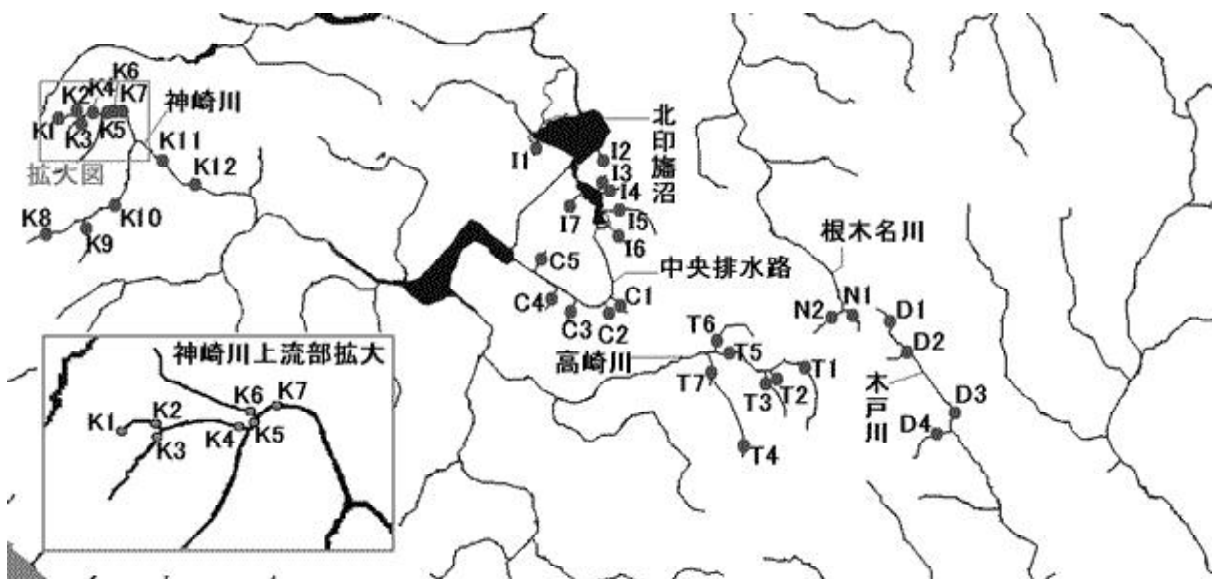 K6
K2
K4
K7
K1
K3
K5
神崎川
K11
K12
拡大図
K8
K9
K10
北印旛沼
I1
I2
I3
I4
I5
I6
I7
中央排水路
C5
C4
C3
C2
C1
根木名川
N2
N1
D1
D2
木戸川
D3
D4
高崎川
T6
T5
T7
T1
T2
T3
T4
神崎川上流部拡大
K6
K7
K1
K2
K3
K4
K5